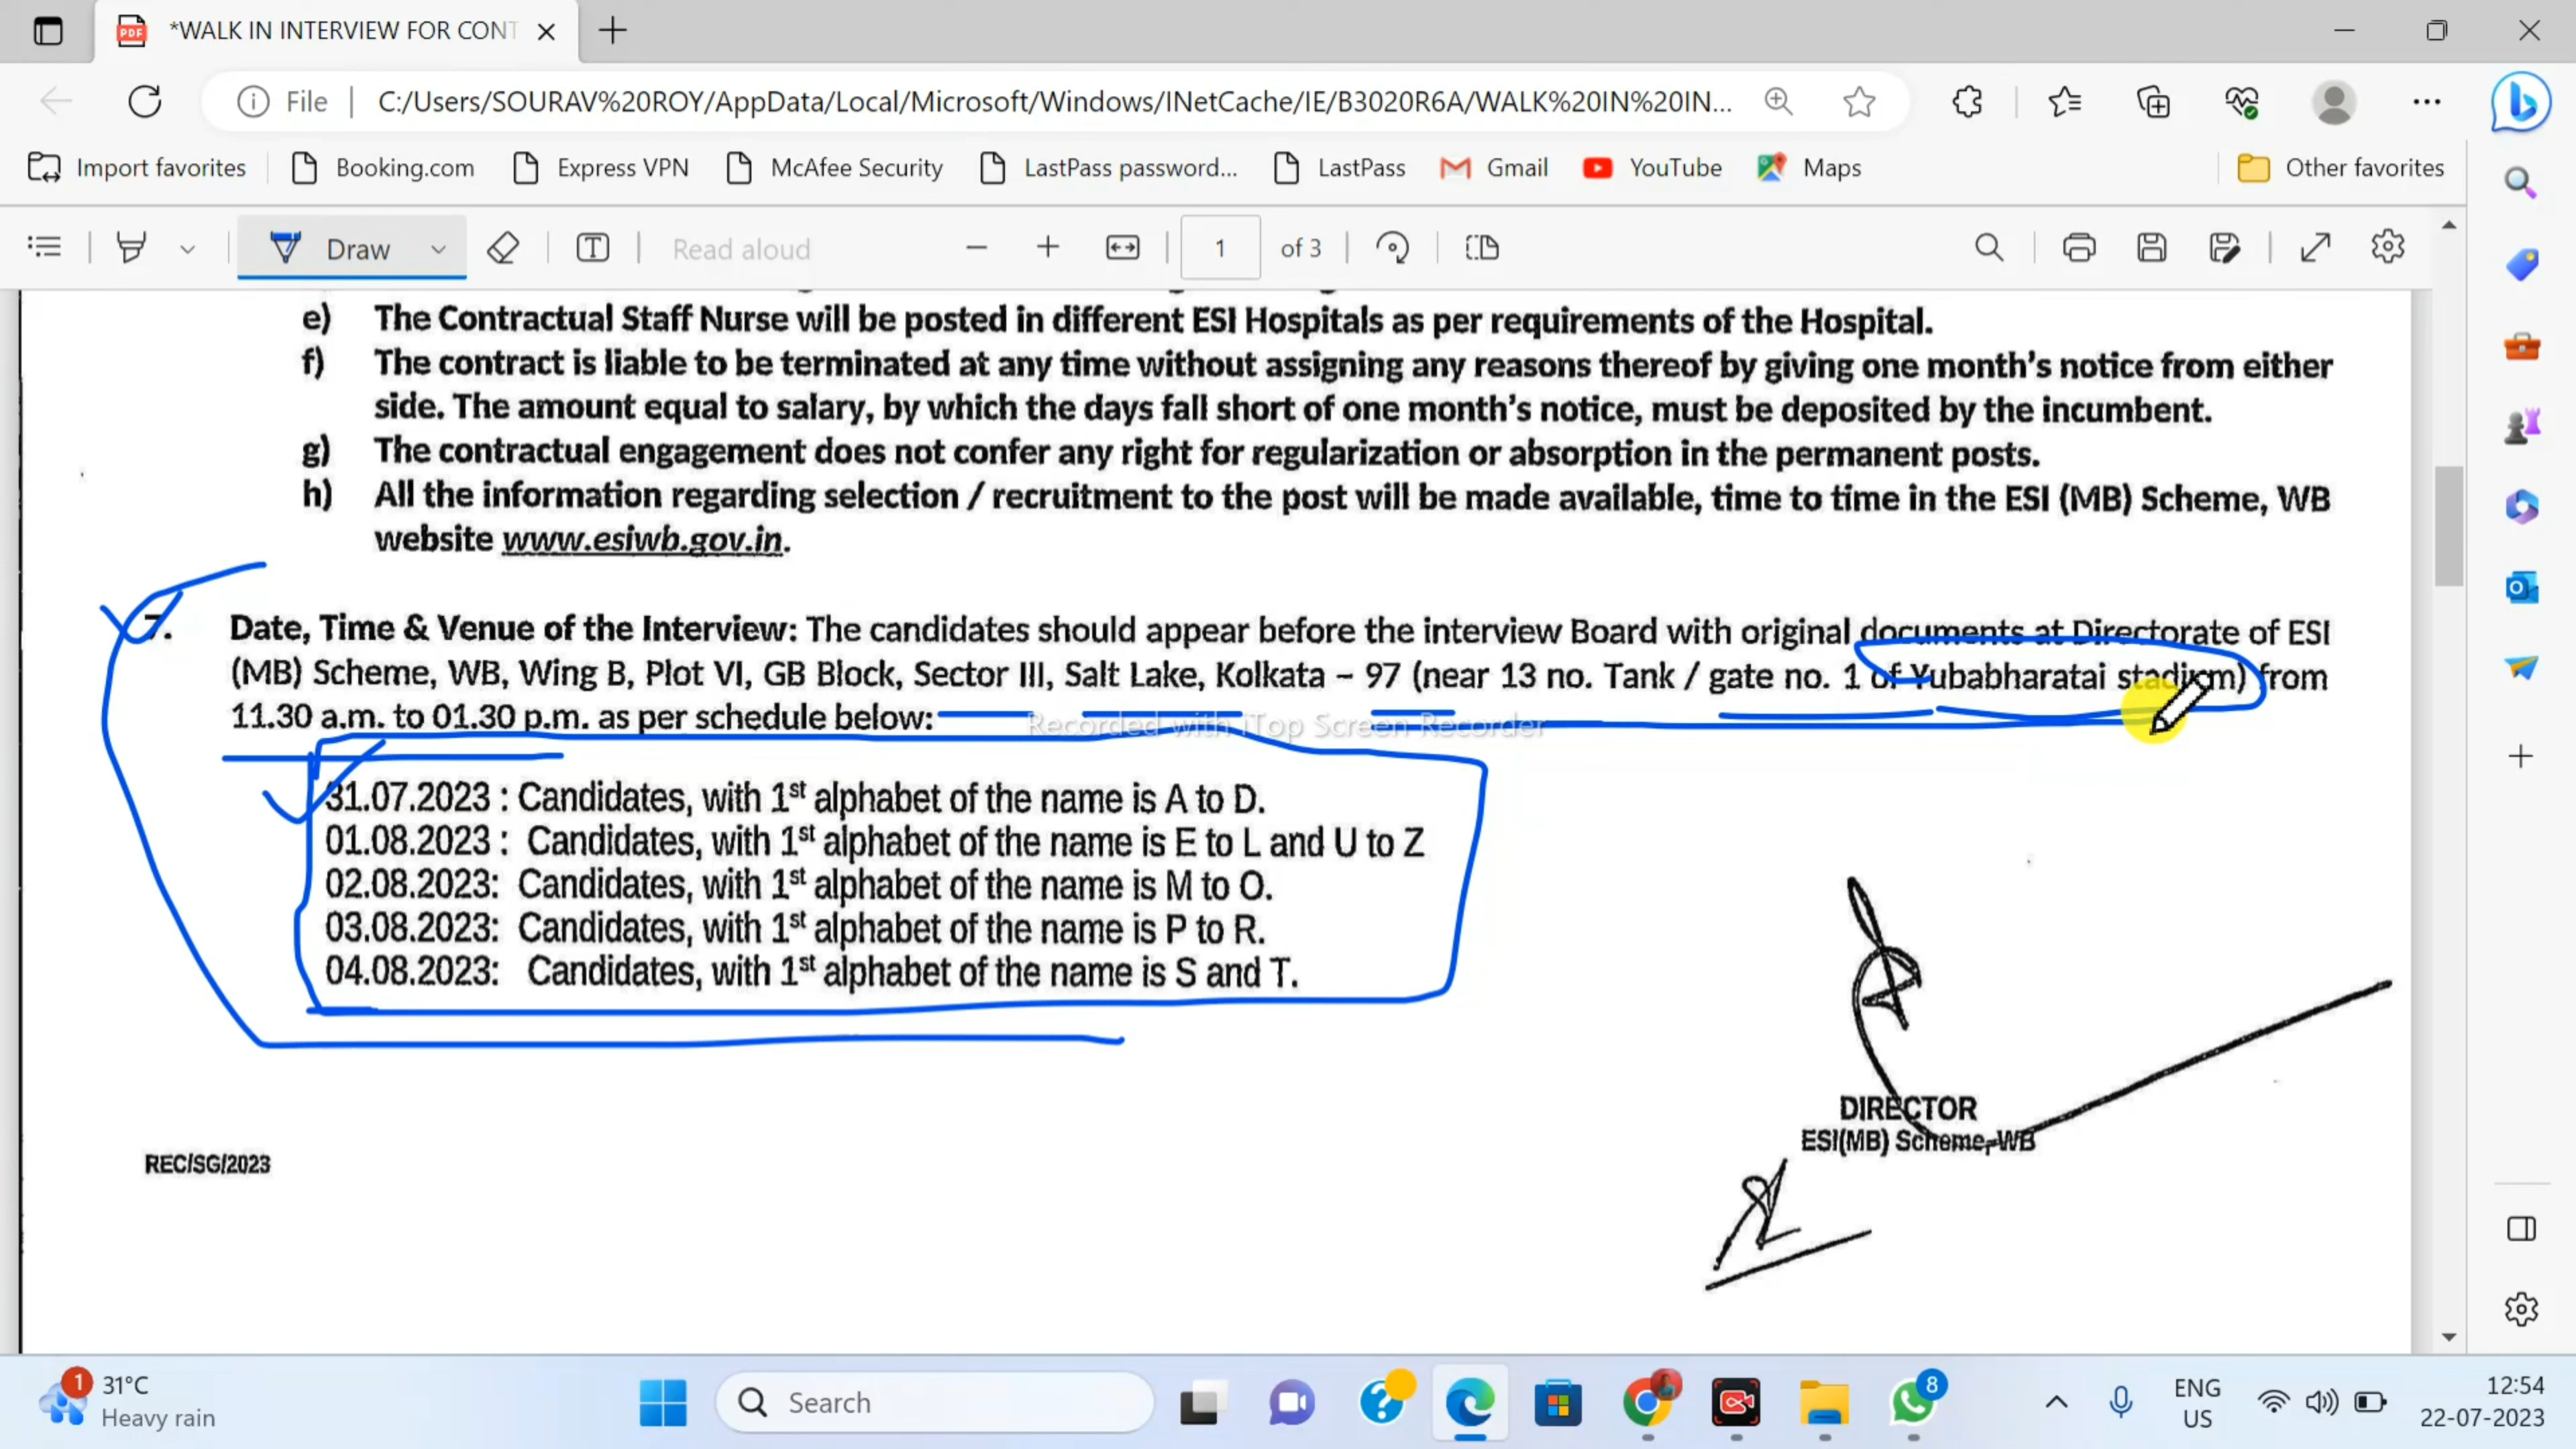 *WALK IN INTERVIEW FOR CONT
File
C:/Users/SOURAV%20ROY/AppData/Local/Microsoft/Windows/INetCache/IE/B3020R6A/WALK%20IN%20IN...
Import favorites
Booking.com
Express VPN
McAfee Security
LastPass password...
LastPass
Gmail
YouTube
Maps
Other favorites
Draw
Read aloud
1 of 3
e) The Contractual Staff Nurse will be posted in different ESI Hospitals as per requirements of the Hospital.
f) The contract is liable to be terminated at any time without assigning any reasons thereof by giving one month's notice from either
side. The amount equal to salary, by which the days fall short of one month's notice, must be deposited by the incumbent.
g) The contractual engagement does not confer any right for regularization or absorption in the permanent posts.
h) All the information regarding selection / recruitment to the post will be made available, time to time in the ESI (MB) Scheme, WB
website www.esiwb.gov.in.
7. Date, Time & Venue of the Interview: The candidates should appear before the interview Board with original documents at Directorate of ESI
(MB) Scheme, WB, Wing B, Plot VI, GB Block, Sector III, Salt Lake, Kolkata – 97 (near 13 no. Tank / gate no. 1 of Yubabharatai stadium) from
11.30 a.m. to 01.30 p.m. as per schedule below:
Recorded with iTop Screen Recorder
31.07.2023 : Candidates, with 1st alphabet of the name is A to D.
01.08.2023 : Candidates, with 1st alphabet of the name is E to L and U to Z
02.08.2023: Candidates, with 1st alphabet of the name is M to O.
03.08.2023: Candidates, with 1st alphabet of the name is P to R.
04.08.2023: Candidates, with 1st alphabet of the name is S and T.
DIRECTOR
ESI(MB) Scheme, WB
REC/SG/2023
1
31°C
Heavy rain
Search
8
ENG
US
12:54
22-07-2023